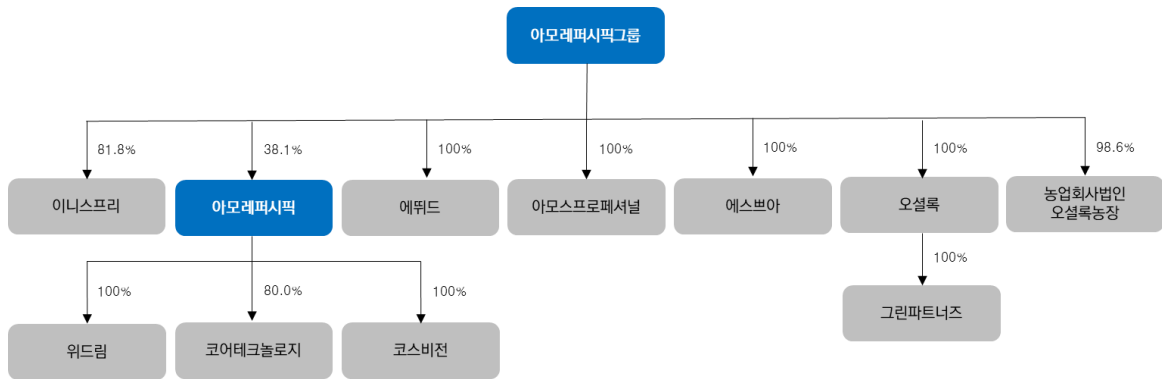 아모레퍼시픽그룹
81.8%
38.1%
100%
100%
100%
100%
98.6%
이니스프리
아모레퍼시픽
에뛰드
아모스프로페셔널
에스쁘아
오설록
농업회사법인
오설록농장
100%
80.0%
100%
100%
위드림
코어테크놀로지
코스비전
그린파트너즈